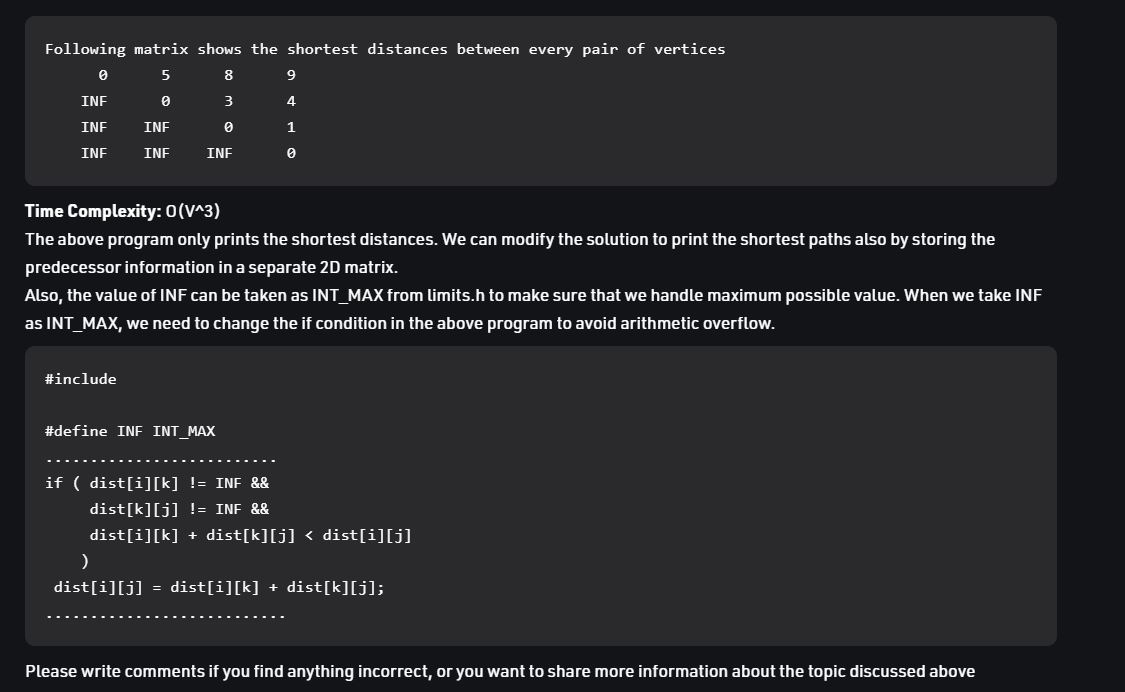 Following matrix shows the shortest distances between every pair of vertices
0 5 8 9
INF 0 3 4
INF INF 0 1
INF INF INF 0
Time Complexity: O(V^3)
The above program only prints the shortest distances. We can modify the solution to print the shortest paths also by storing the
predecessor information in a separate 2D matrix.
Also, the value of INF can be taken as INT_MAX from limits.h to make sure that we handle maximum possible value. When we take INF
as INT_MAX, we need to change the if condition in the above program to avoid arithmetic overflow.
#include
#define INF INT_MAX
..........................
if ( dist[i][k] != INF &&
dist[k][j] != INF &&
dist[i][k] + dist[k][j] < dist[i][j]
)
dist[i][j] = dist[i][k] + dist[k][j];
...........................
Please write comments if you find anything incorrect, or you want to share more information about the topic discussed above